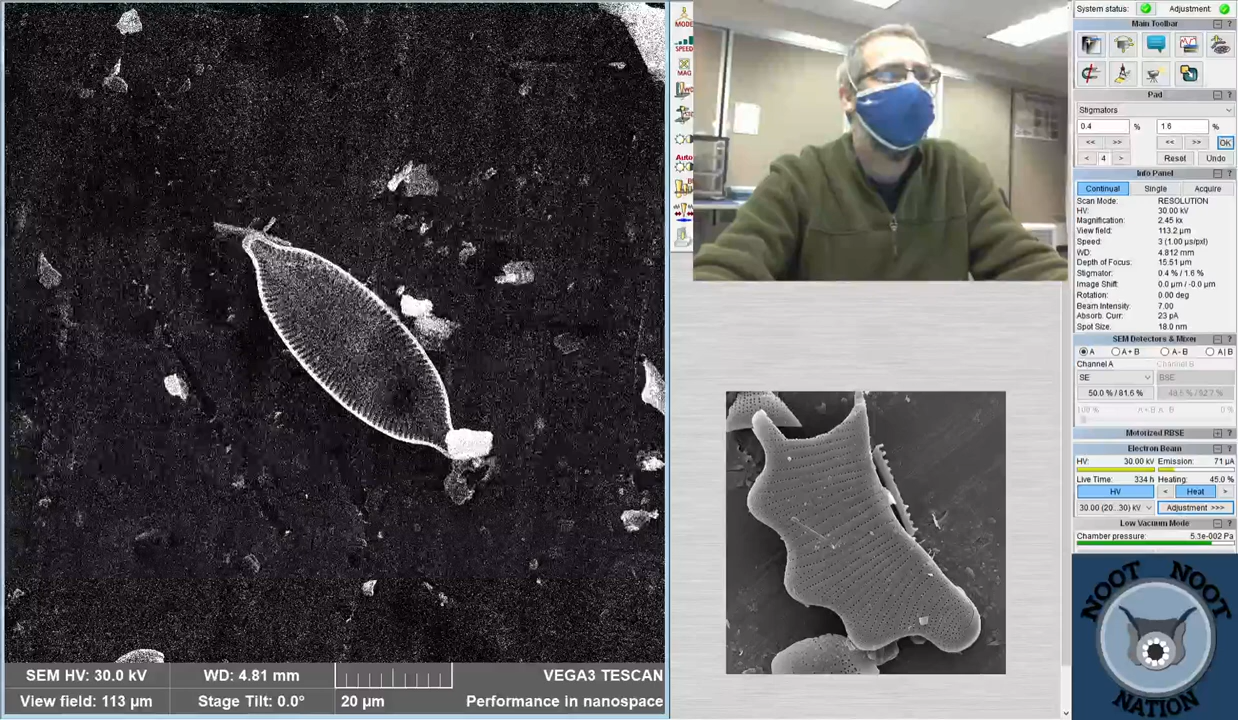 SEM HV: 30.0 kV
WD: 4.81 mm
VEGA3 TESCAN
View field: 113 µm
Stage Tilt: 0.0°
20 µm
Performance in nanospace
MODE
SPEED
MAG
WD
Auto
System status:
Adjustment:
Main Toolbar
Pad
Stigmators
0.4 %
1.6 %
<< >>
<< >> OK
< 4 >
Reset Undo
Info Panel
Continual Single Acquire
Scan Mode: RESOLUTION
HV: 30.00 kV
Magnification: 2.45 kx
View field: 113.2 µm
Speed: 3 (1.00 µs/pxl)
WD: 4.812 mm
Depth of Focus: 15.51 µm
Stigmator: 0.4 % / 1.6 %
Image Shift: 0.0 µm / -0.0 µm
Rotation: 0.00 deg
Beam Intensity: 7.00
Absorb. Curr: 23 pA
Spot Size: 18.0 nm
SEM Detectors & Mixer
A A+B A-B A|B
Channel A Channel B
SE BSE
50.0 % / 81.6 %
100 % A+B A-B 0 %
Motorized RBSE
Electron Beam
HV: 30.00 kV Emission: 71 µA
Live Time: 334 h Heating: 45.0 %
HV < Heat >
30.00 (20...30) kV Adjustment >>>
Low Vacuum Mode
Chamber pressure: 5.3e-002 Pa
NOOT NOOT
NATION